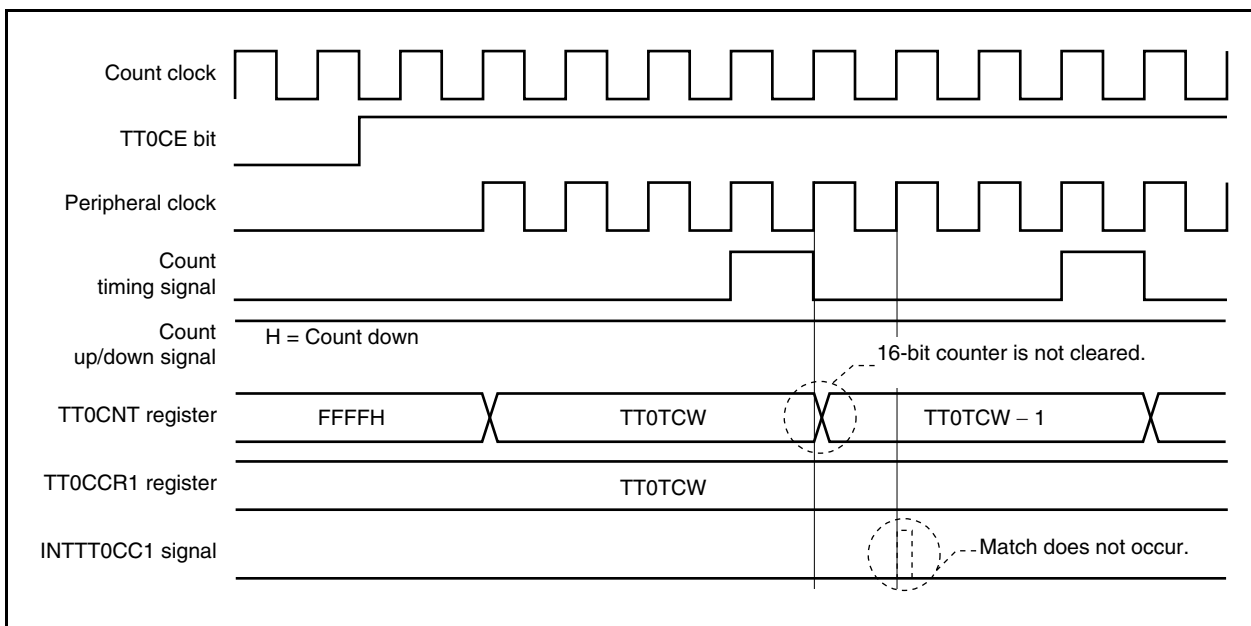 Count clock
TT0CE bit
Peripheral clock
Count
timing signal
Count
up/down signal
H = Count down
16-bit counter is not cleared.
TT0CNT register
FFFFH
TT0TCW
TT0TCW – 1
TT0CCR1 register
TT0TCW
INTTT0CC1 signal
Match does not occur.